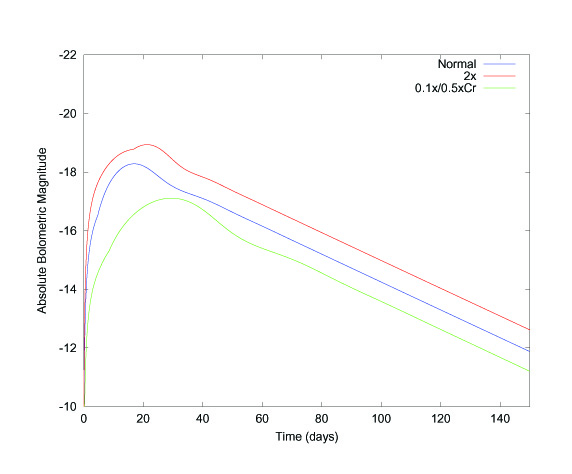 -22
-20
-18
-16
-14
-12
-10
0 20 40 60 80 100 120 140
Absolute Bolometric Magnitude
Time (days)
Normal
2x
0.1x/0.5xCr